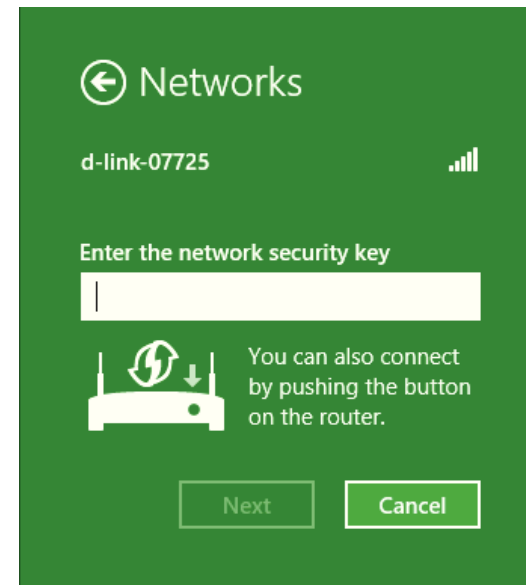 Networks
d-link-07725
Enter the network security key
You can also connect
by pushing the button
on the router.
Next
Cancel